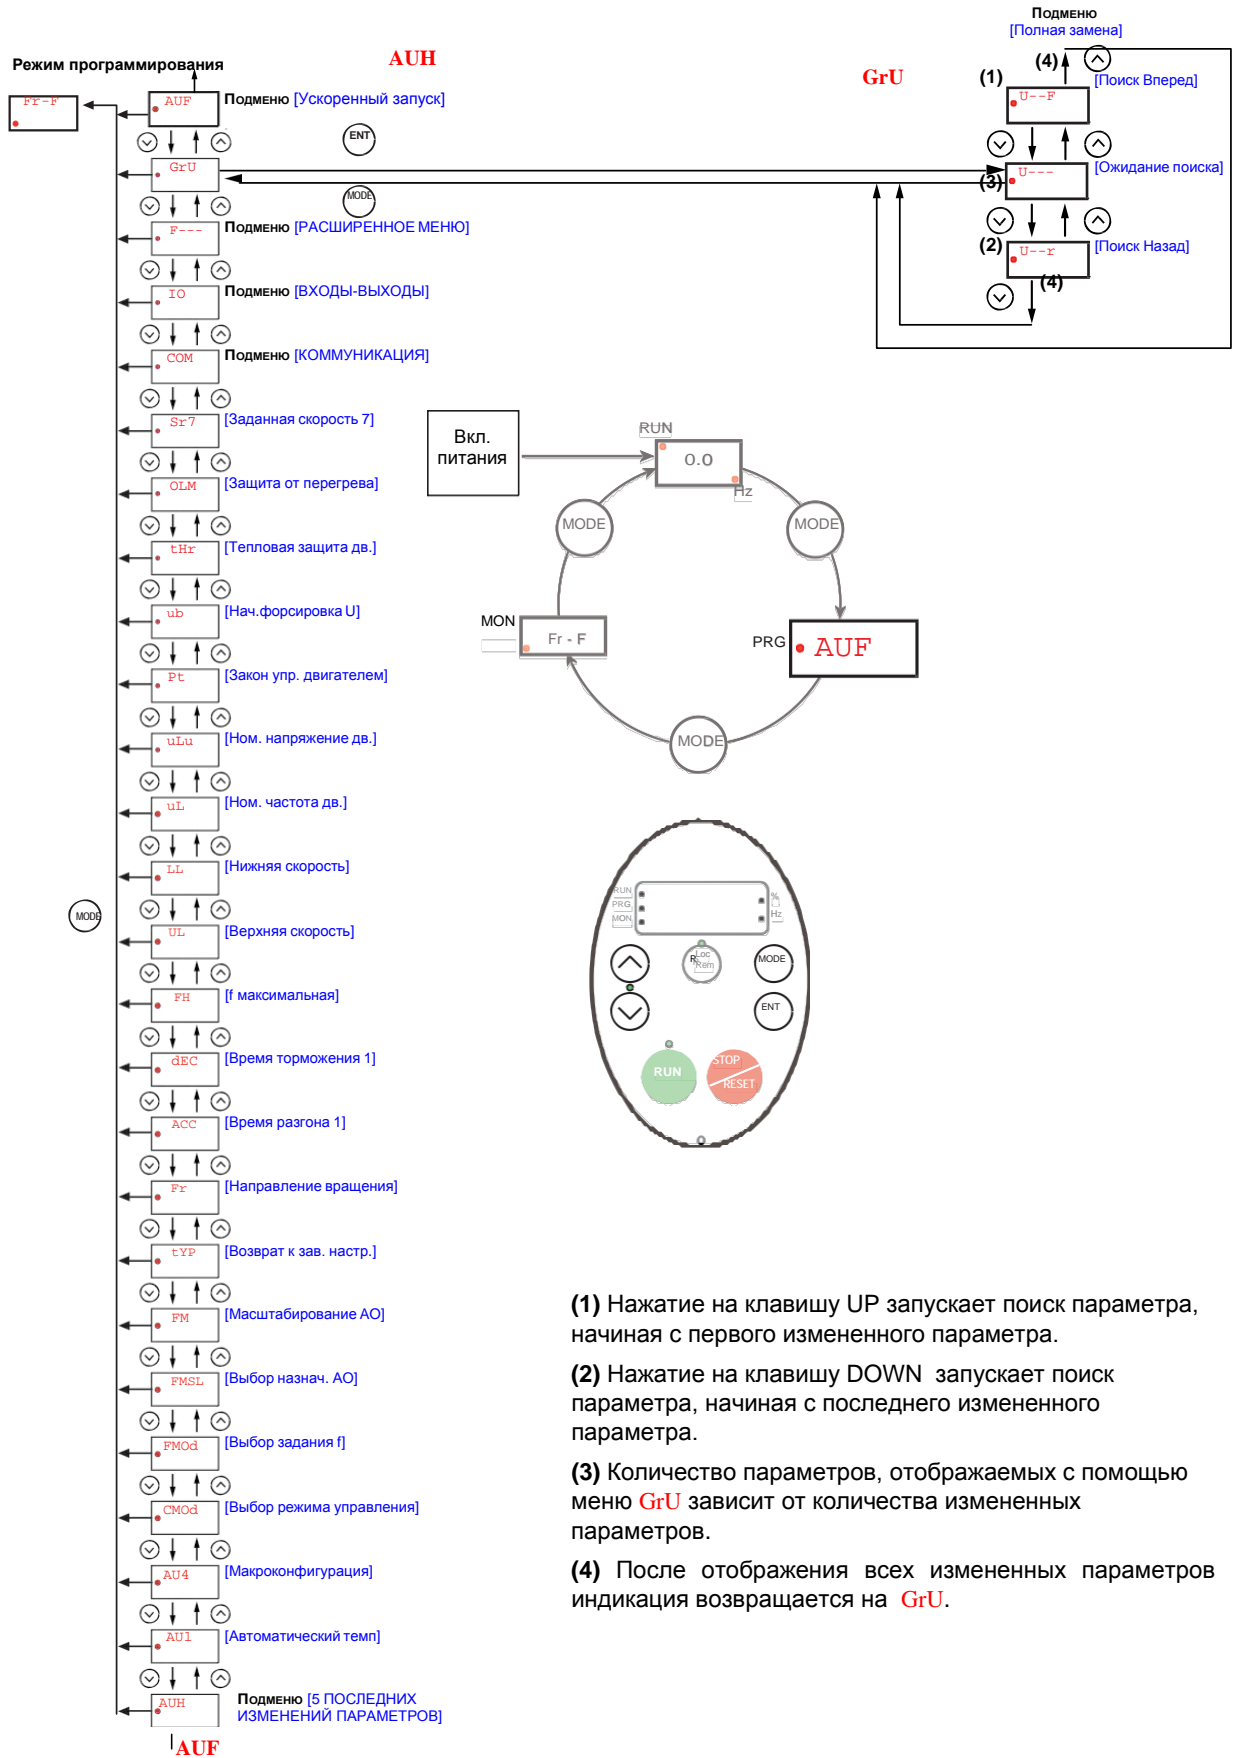 Подменю
[Полная замена]
Режим программирования
AUH
GrU
(4)
(1)
U--F
[Поиск Вперед]
Fr-F
AUF
Подменю [Ускоренный запуск]
ENT
GrU
U---
(3)
[Ожидание поиска]
MODE
F---
Подменю [РАСШИРЕННОЕ МЕНЮ]
(2)
U--r
[Поиск Назад]
(4)
IO
Подменю [ВХОДЫ-ВЫХОДЫ]
COM
Подменю [КОММУНИКАЦИЯ]
Sr7
[Заданная скорость 7]
OLM
[Защита от перегрева]
tHr
[Тепловая защита дв.]
ub
[Нач.форсировка U]
Pt
[Закон упр. двигателем]
uLu
[Ном. напряжение дв.]
uL
[Ном. частота дв.]
LL
[Нижняя скорость]
MODE
UL
[Верхняя скорость]
FH
[f максимальная]
dEC
[Время торможения 1]
ACC
[Время разгона 1]
Fr
[Направление вращения]
tYP
[Возврат к зав. настр.]
FM
[Масштабирование АО]
FMSL
[Выбор назнач. АО]
FMOd
[Выбор задания f]
CMOd
[Выбор режима управления]
AU4
[Макроконфигурация]
AU1
[Автоматический темп]
AUH
Подменю [5 ПОСЛЕДНИХ
ИЗМЕНЕНИЙ ПАРАМЕТРОВ]
AUF
Вкл.
питания
RUN
0.0
Hz
MODE
MODE
MON
Fr - F
PRG
AUF
MODE
RUN
PRG
MON
%
Hz
R
Loc
Rem
MODE
ENT
RUN
STOP
RESET
(1) Нажатие на клавишу UP запускает поиск параметра,
начиная с первого измененного параметра.
(2) Нажатие на клавишу DOWN запускает поиск
параметра, начиная с последнего измененного
параметра.
(3) Количество параметров, отображаемых с помощью
меню GrU зависит от количества измененных
параметров.
(4) После отображения всех измененных параметров
индикация возвращается на GrU.